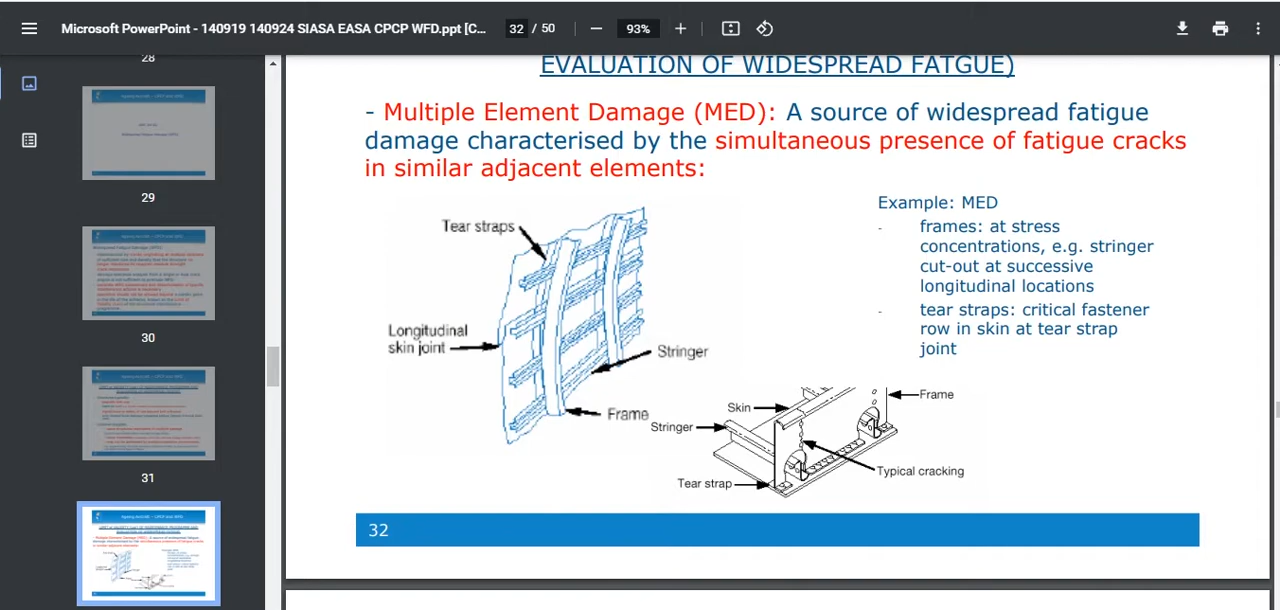 Microsoft PowerPoint - 140919 140924 SIASA EASA CPCP WFD.ppt [C...
32 / 50
93%
28
29
30
31
EVALUATION OF WIDESPREAD FATGUE)
- Multiple Element Damage (MED): A source of widespread fatigue
damage characterised by the simultaneous presence of fatigue cracks
in similar adjacent elements:
Tear straps
Longitudinal
skin joint
Stringer
Frame
Example: MED
- frames: at stress
concentrations, e.g. stringer
cut-out at successive
longitudinal locations
- tear straps: critical fastener
row in skin at tear strap
joint
Skin
Frame
Stringer
Typical cracking
Tear strap
32